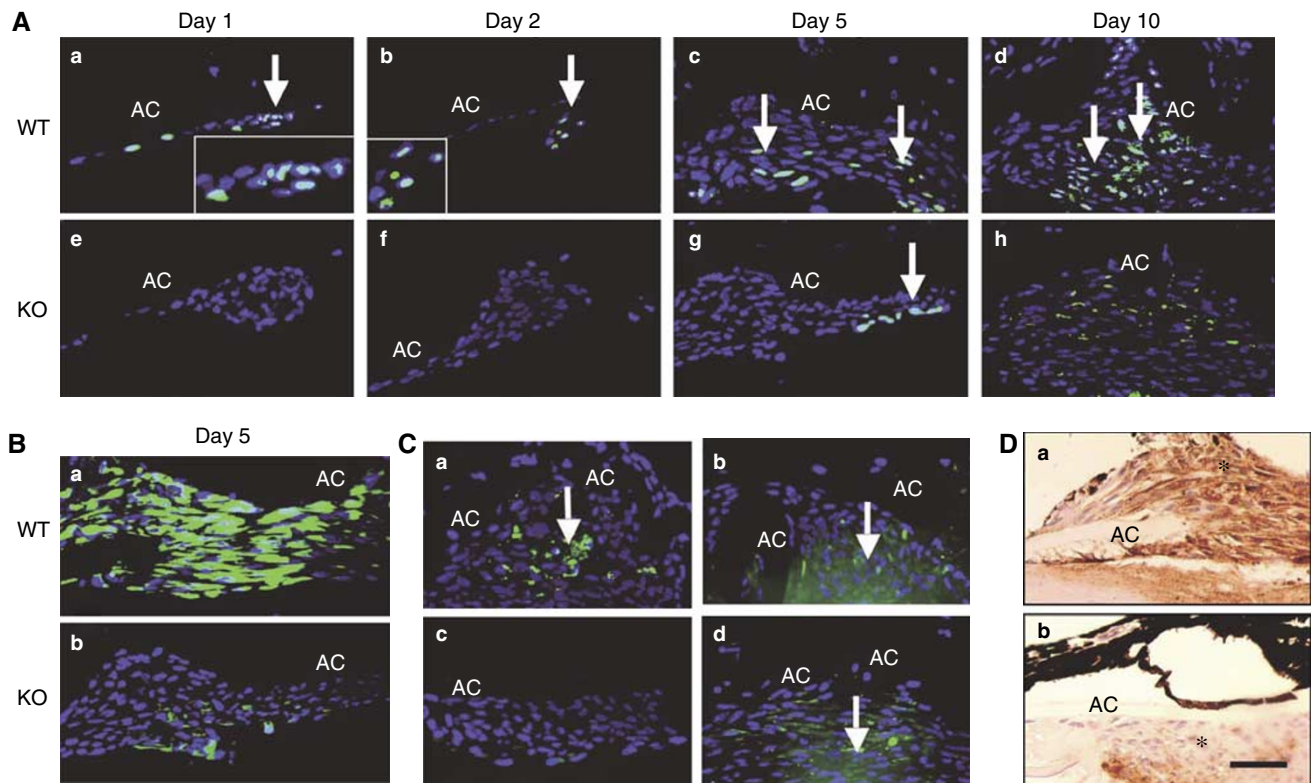 A
Day 1 Day 2 Day 5 Day 10
WT
a AC
b AC
c AC
d AC
KO
e AC
f AC
g AC
h AC
B
Day 5
WT
a AC
KO
b AC
C
a AC AC
b AC AC
c AC
d AC AC
D
a * AC
b AC *